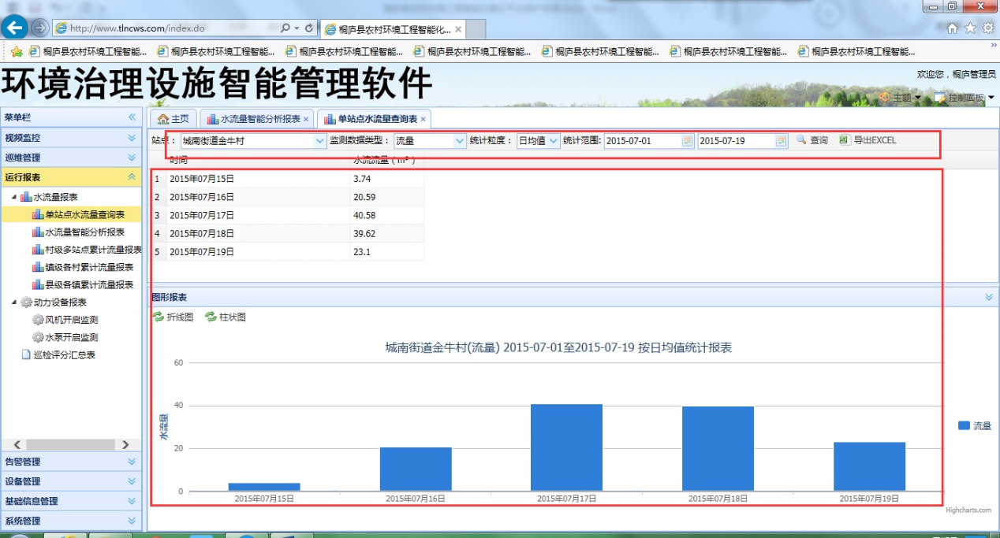 http://www.tlncws.com/index.do
桐庐县农村环境工程智能化...
桐庐县农村环境工程智能... 桐庐县农村环境工程智能... 桐庐县农村环境工程智能... 桐庐县农村环境工程智能... 桐庐县农村环境工程智能... 桐庐县农村环境工程智能... 桐庐县农村环境工程智能...
环境治理设施智能管理软件
欢迎您，桐庐管理员
主题 控制面板
菜单栏
视频监控
巡维管理
运行报表
水流量报表
单站点水流量查询表
水流量智能分析报表
村级多站点累计流量报表
镇级各村累计流量报表
县级各镇累计流量报表
动力设备报表
风机开启监测
水泵开启监测
巡检评分汇总表
告警管理
设备管理
基础信息管理
系统管理
主页 水流量智能分析报表 单站点水流量查询表
站点： 城南街道金牛村 监测数据类型： 流量 统计粒度： 日均值 统计范围: 2015-07-01 2015-07-19 查询 导出EXCEL
时间 水流流量（m³）
1 2015年07月15日 3.74
2 2015年07月16日 20.59
3 2015年07月17日 40.58
4 2015年07月18日 39.62
5 2015年07月19日 23.1
图形报表
折线图 柱状图
城南街道金牛村(流量) 2015-07-01至2015-07-19 按日均值统计报表
60
40
20
0
水流量
流量
2015年07月15日 2015年07月16日 2015年07月17日 2015年07月18日 2015年07月19日
Highcharts.com